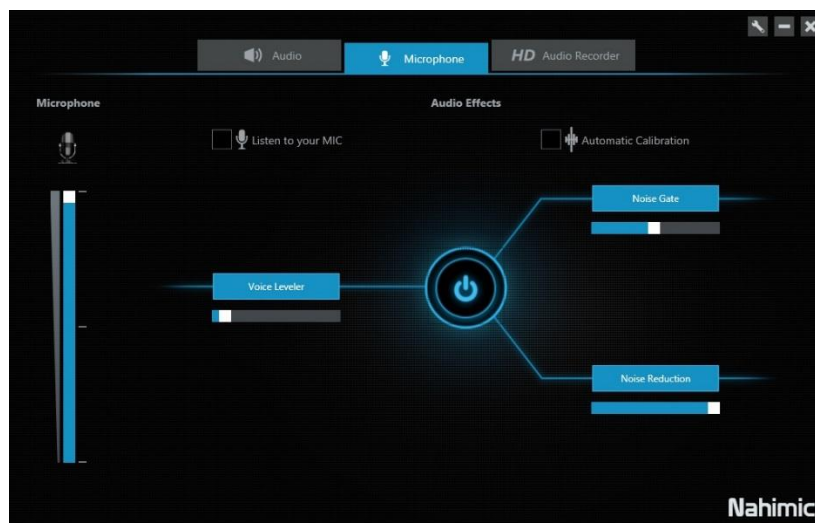 Audio
Microphone
HD Audio Recorder
Microphone
Audio Effects
Listen to your MIC
Automatic Calibration
Noise Gate
Voice Leveler
Noise Reduction
Nahimic